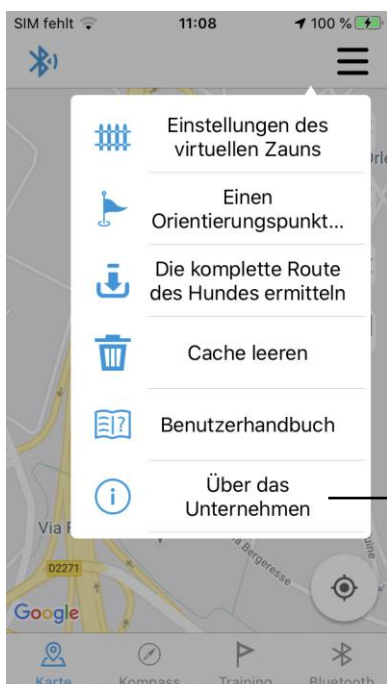 SIM fehlt
11:08
100 %
Einstellungen des
virtuellen Zauns
Einen
Orientierungspunkt...
Die komplette Route
des Hundes ermitteln
Cache leeren
Benutzerhandbuch
Über das
Unternehmen
Via
D2271
Bergeresse
Google
Karte
Kompass
Training
Bluetooth